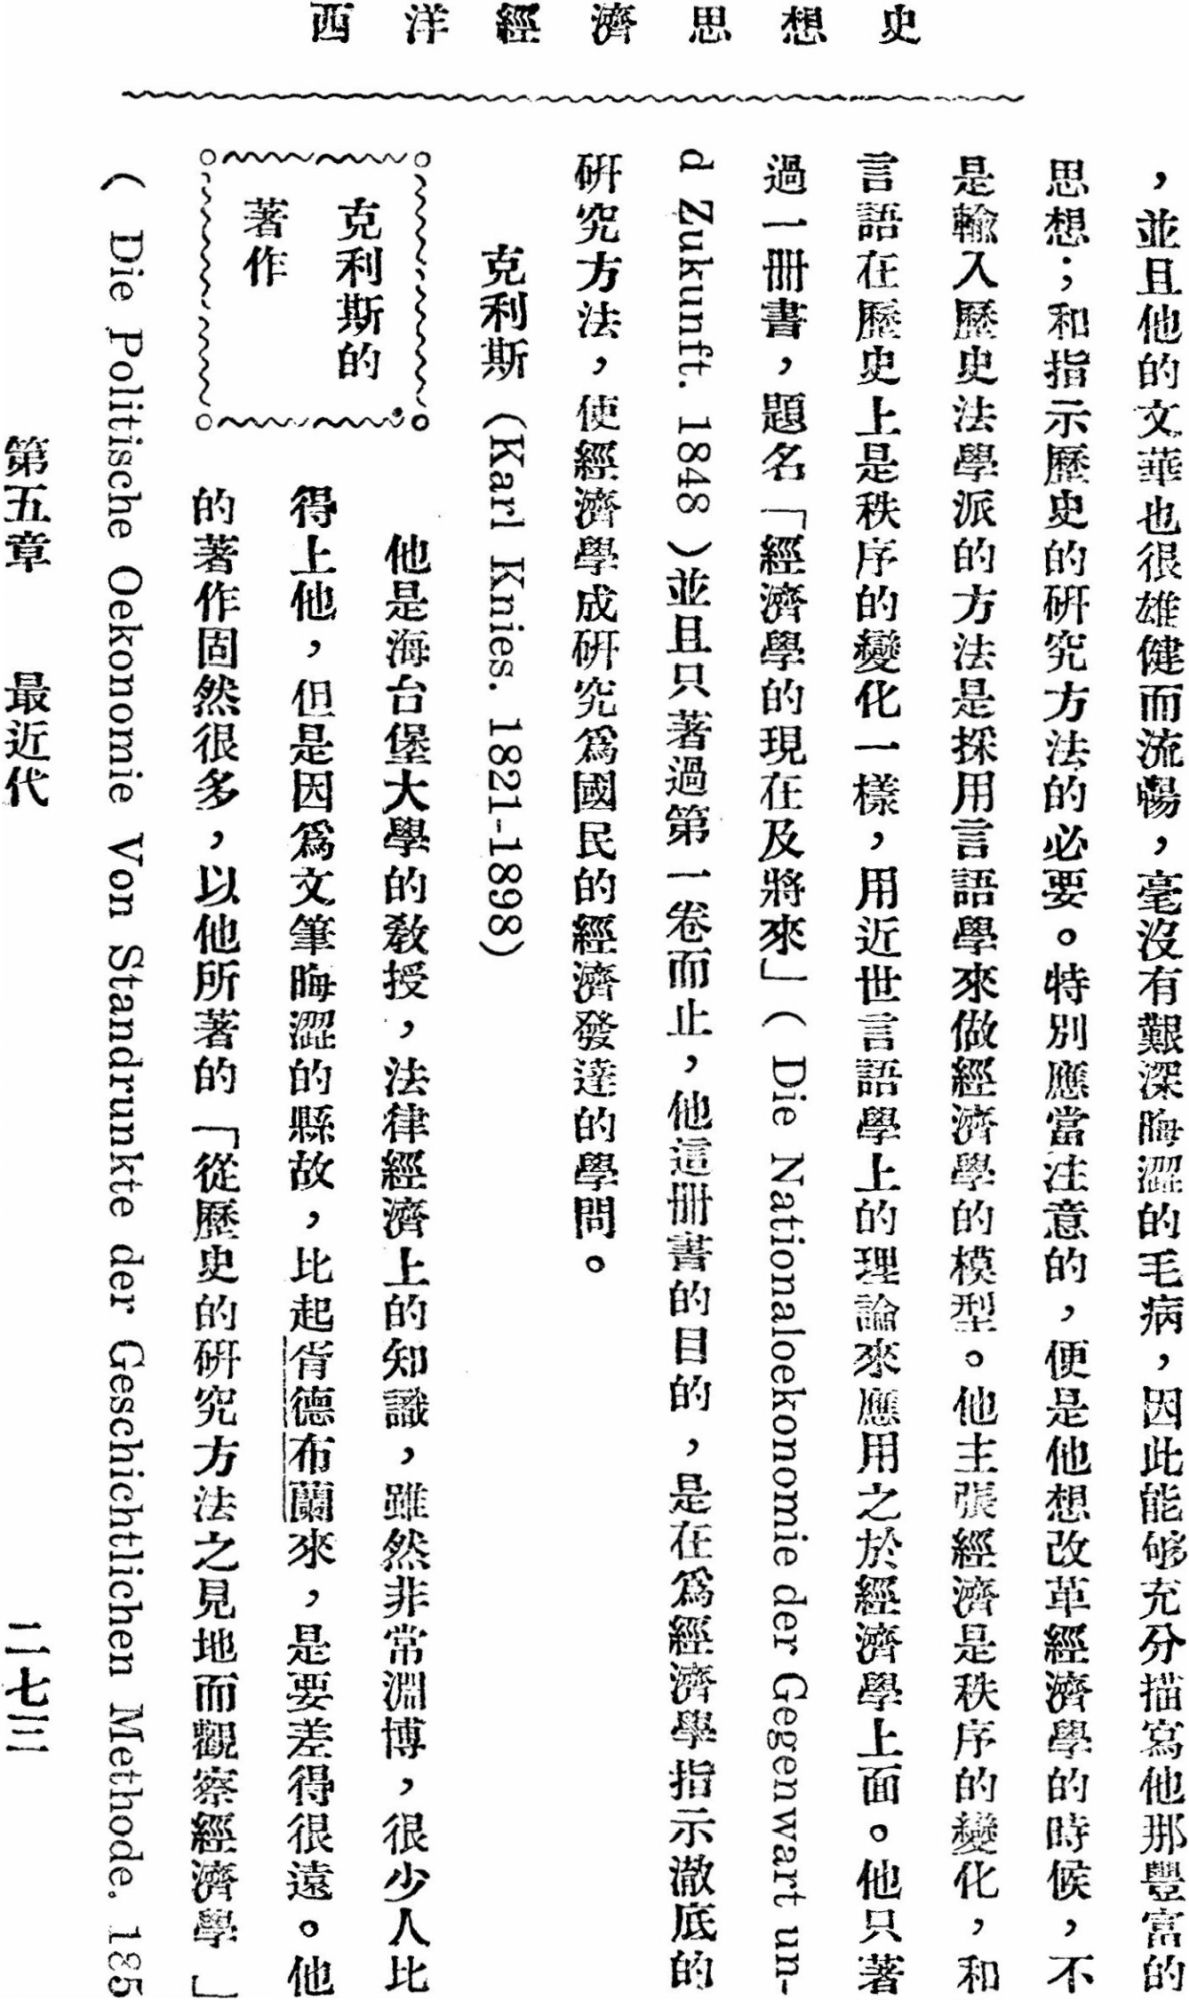 西洋經濟思想史
，並且他的文華也很雄健而流暢，毫沒有艱深晦澀的毛病，因此能够充分描寫他那豐富的
思想；和指示歷史的研究方法的必要。特別應當注意的，便是他想改革經濟學的時候，不
是輸入歷史法學派的方法是採用言語學來做經濟學的模型。他主張經濟是秩序的變化，和
言語在歷史上是秩序的變化一樣，用近世言語學上的理論來應用之於經濟學上面。他只著
過一冊書，題名「經濟學的現在及將來」( Die Nationaloekonomie der Gegenwart un-
d Zukunft. 1848 )並且只著過第一卷而止，他這冊書的目的，是在爲經濟學指示澈底的
研究方法，使經濟學成研究爲國民的經濟發達的學問。
克利斯 (Karl Knies. 1821-1898)
克利斯的
著作
他是海台堡大學的教授，法律經濟上的知識，雖然非常淵博，很少人比
得上他，但是因爲文筆晦澀的縣故，比起背德布蘭來，是要差得很遠。他
的著作固然很多，以他所著的「從歷史的研究方法之見地而觀察經濟學」
( Die Politische Oekonomie Von Standrunkte der Geschichtlichen Methode. 185
第五章　最近代　二七三